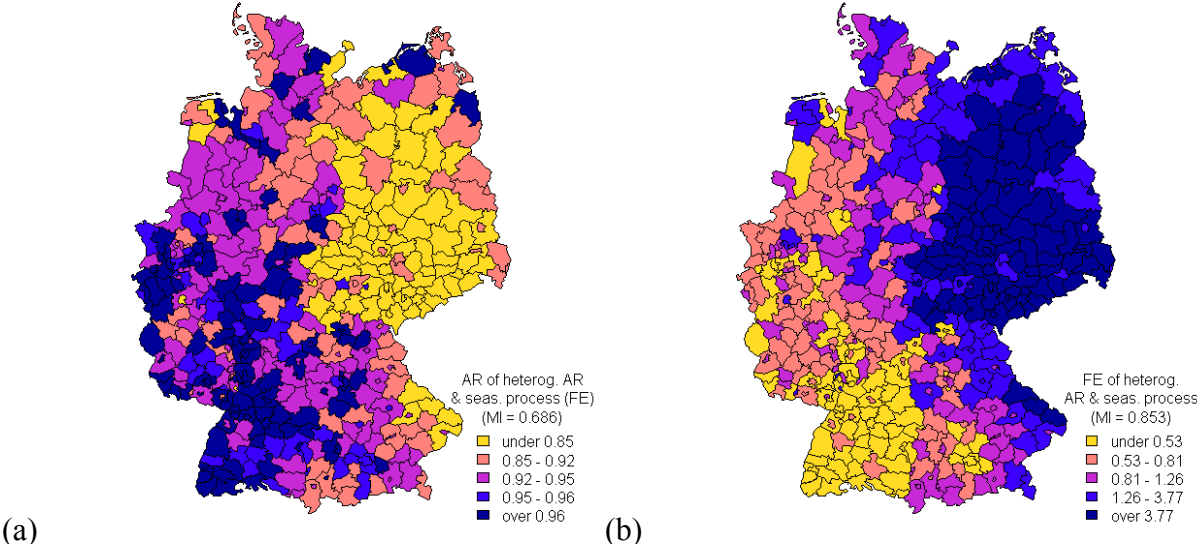 AR of heterog. AR
& seas. process (FE)
(MI = 0.686)
under 0.85
0.85 - 0.92
0.92 - 0.95
0.95 - 0.96
over 0.96
(a)
FE of heterog.
AR & seas. process
(MI = 0.853)
under 0.53
0.53 - 0.81
0.81 - 1.26
1.26 - 3.77
over 3.77
(b)